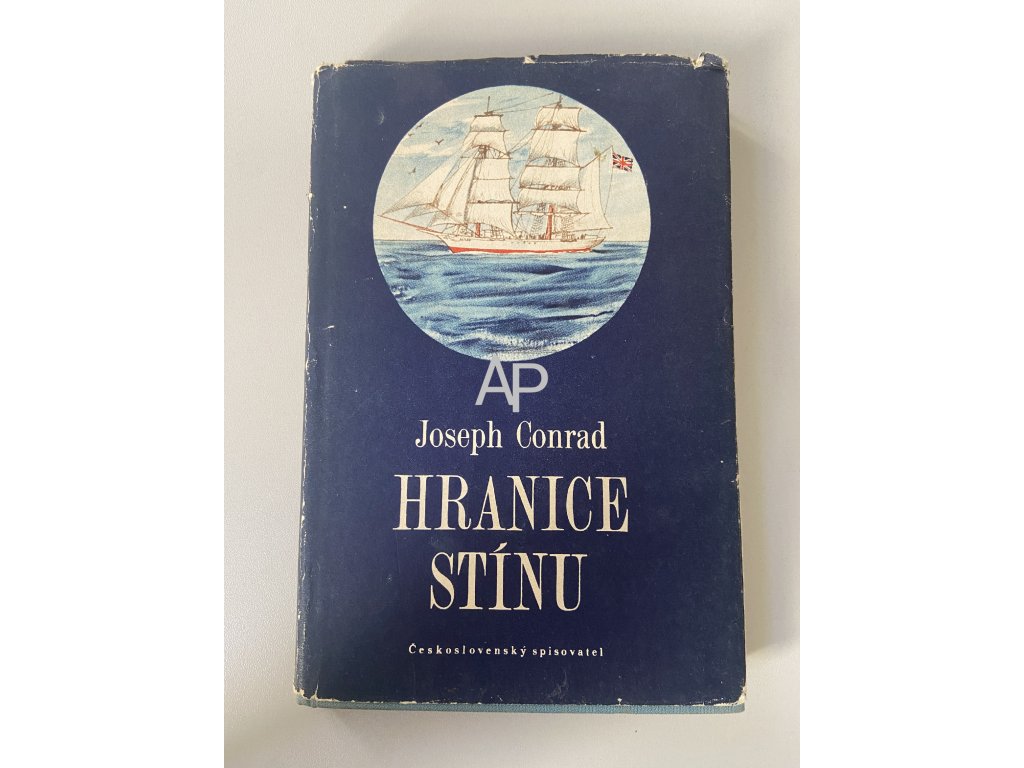 AP
Joseph Conrad
HRANICE
STÍNU
Československý spisovatel